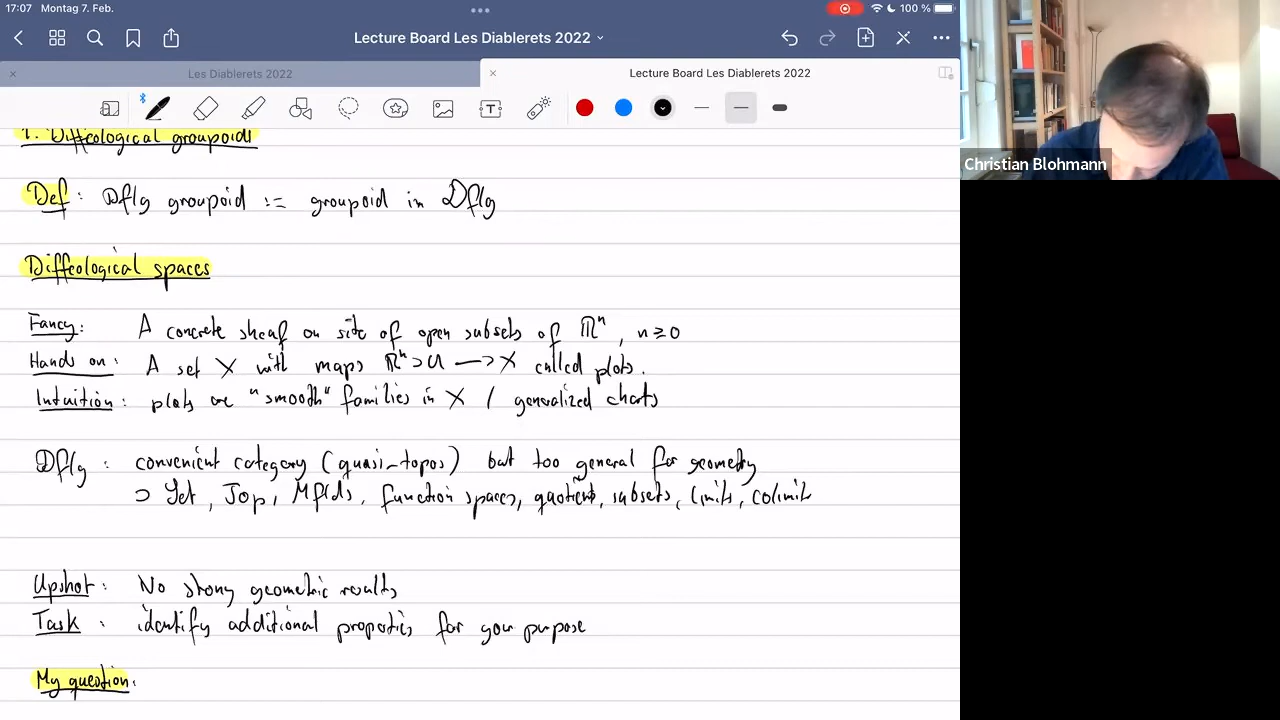 17:07 Montag 7. Feb.
100 %
Lecture Board Les Diablerets 2022
Les Diablerets 2022
Lecture Board Les Diablerets 2022
Christian Blohmann
1. Diffeological groupoids
Def: Dflg groupoid := groupoid in Dflg
Diffeological spaces
Fancy: A concrete sheaf on site of open subsets of ℝⁿ, n ≥ 0
Hands on: A set X with maps ℝⁿ ⊃ U ⟶ X called plots.
Intuition: plots are "smooth" families in X / generalized charts
Dflg: convenient category (quasi-topos) but too general for geometry
⊃ Set, Top, Mflds, function spaces, quotients, subsets, limits, colimits
Upshot: No strong geometric results
Task: identify additional properties for your purpose
My question: